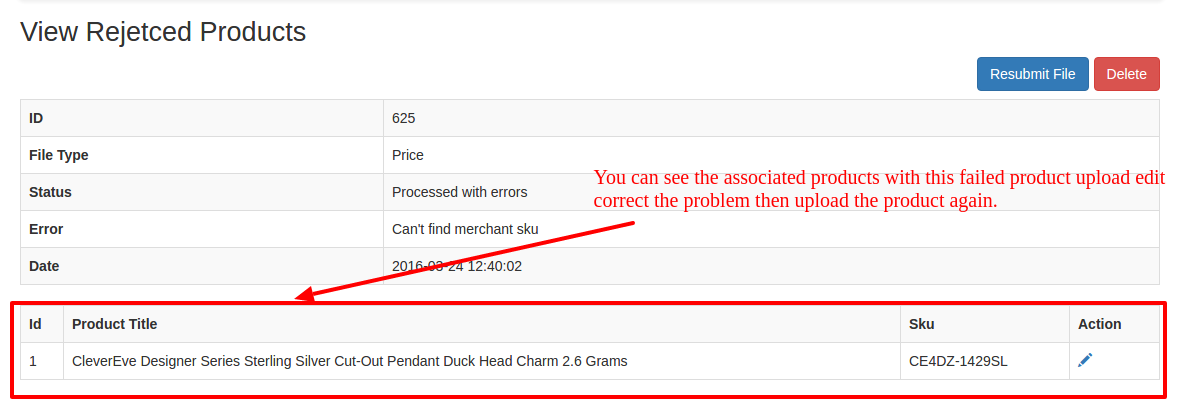 View Rejetced Products
Resubmit File Delete
ID 625
File Type Price
Status Processed with errors
You can see the associated products with this failed product upload edit
correct the problem then upload the product again.
Error Can't find merchant sku
Date 2016-03-24 12:40:02
Id Product Title Sku Action
1 CleverEve Designer Series Sterling Silver Cut-Out Pendant Duck Head Charm 2.6 Grams CE4DZ-1429SL